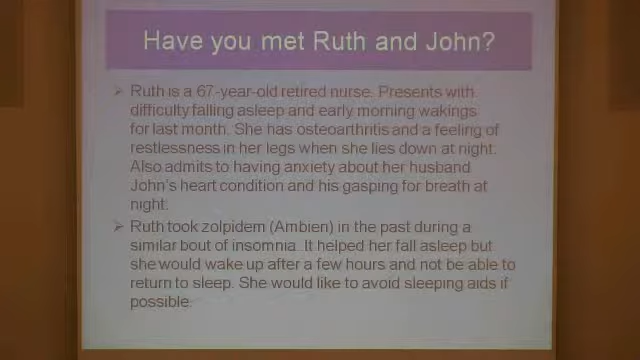 Have you met Ruth and John?
➢ Ruth is a 67-year-old retired nurse. Presents with
difficulty falling asleep and early morning wakings
for last month. She has osteoarthritis and a feeling of
restlessness in her legs when she lies down at night.
Also admits to having anxiety about her husband
John's heart condition and his gasping for breath at
night.
➢ Ruth took zolpidem (Ambien) in the past during a
similar bout of insomnia. It helped her fall asleep but
she would wake up after a few hours and not be able to
return to sleep. She would like to avoid sleeping aids if
possible.